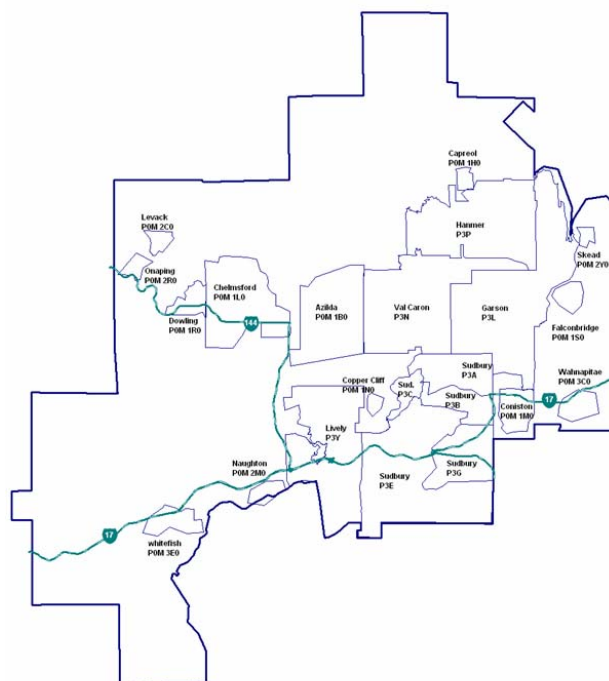 Capreol
P0M 1H0
Levack
P0M 2C0
Hanmer
P3P
Skead
P0M 2Y0
Onaping
P0M 2R0
Chelmsford
P0M 1L0
Azilda
P0M 1B0
Val Caron
P3N
Garson
P3L
Dowling
P0M 1R0
144
Falconbridge
P0M 1S0
Sudbury
P3A
Wahnapitae
P0M 3C0
Copper Cliff
P0M 1N0
Sud.
P3C
Sudbury
P3B
Coniston
P0M 1M0
17
Lively
P3Y
Naughton
P0M 2M0
Sudbury
P3E
Sudbury
P3G
17
whitefish
P0M 3E0